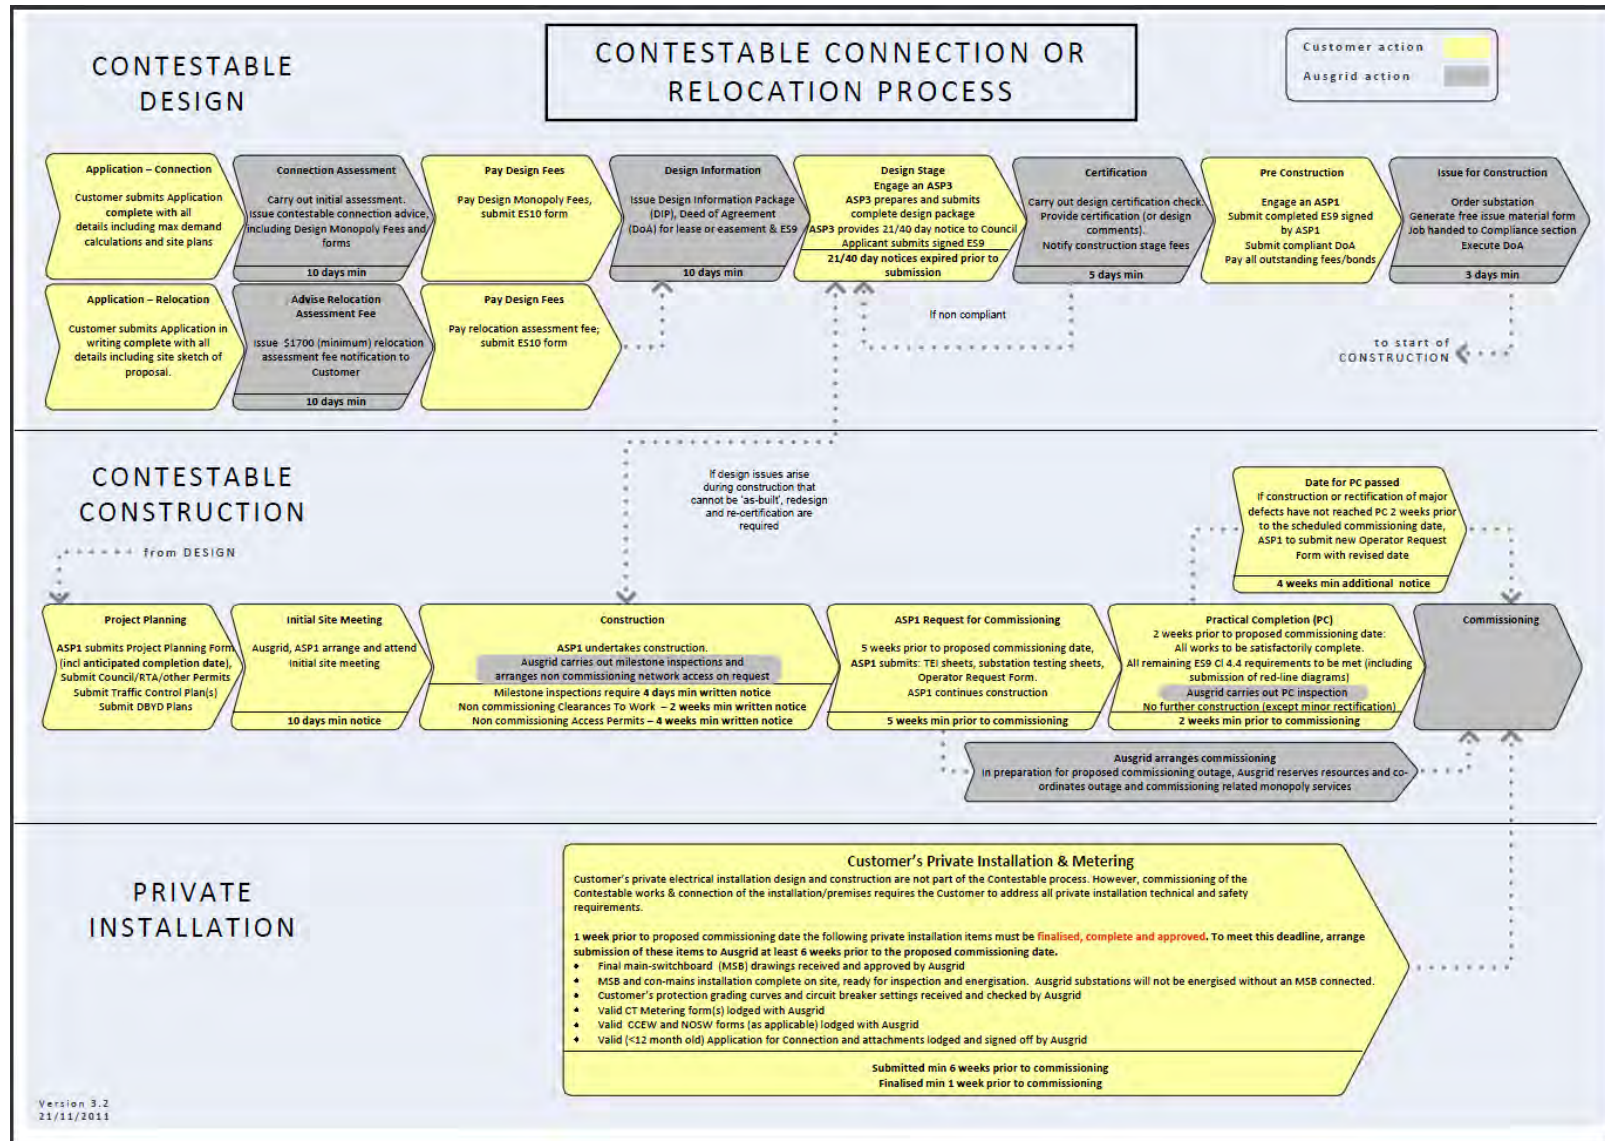 CONTESTABLE
DESIGN
CONTESTABLE CONNECTION OR
RELOCATION PROCESS
Customer action
Ausgrid action
Application – Connection
Customer submits Application
complete with all
details including max demand
calculations and site plans
Connection Assessment
Carry out initial assessment.
Issue contestable connection advice,
including Design Monopoly Fees and
forms
10 days min
Pay Design Fees
Pay Design Monopoly Fees,
submit ES10 form
Design Information
Issue Design Information Package
(DIP), Deed of Agreement
(DoA) for lease or easement & ES9
10 days min
Design Stage
Engage an ASP3
ASP3 prepares and submits
complete design package
ASP3 provides 21/40 day notice to Council
Applicant submits signed ES9
21/40 day notices expired prior to
submission
Certification
Carry out design certification check.
Provide certification (or design
comments).
Notify construction stage fees
5 days min
Pre Construction
Engage an ASP1
Submit completed ES9 signed
by ASP1
Submit compliant DoA
Pay all outstanding fees/bonds
Issue for Construction
Order substation
Generate free issue material form
Job handed to Compliance section
Execute DoA
3 days min
Application – Relocation
Customer submits Application in
writing complete with all
details including site sketch of
proposal.
Advise Relocation
Assessment Fee
Issue $1700 (minimum) relocation
assessment fee notification to
Customer
10 days min
Pay Design Fees
Pay relocation assessment fee;
submit ES10 form
If non compliant
to start of
CONSTRUCTION
CONTESTABLE
CONSTRUCTION
If design issues arise
during construction that
cannot be 'as-built', redesign
and re-certification are
required
Date for PC passed
If construction or rectification of major
defects have not reached PC 2 weeks prior
to the scheduled commissioning date,
ASP1 to submit new Operator Request
Form with revised date
4 weeks min additional notice
from DESIGN
Project Planning
ASP1 submits Project Planning Form
(incl anticipated completion date),
Submit Council/RTA/other Permits
Submit Traffic Control Plan(s)
Submit DBYD Plans
Initial Site Meeting
Ausgrid, ASP1 arrange and attend
initial site meeting
10 days min notice
Construction
ASP1 undertakes construction.
Ausgrid carries out milestone inspections and
arranges non commissioning network access on request
Milestone inspections require 4 days min written notice
Non commissioning Clearances To Work – 2 weeks min written notice
Non commissioning Access Permits – 4 weeks min written notice
ASP1 Request for Commissioning
5 weeks prior to proposed commissioning date,
ASP1 submits: TEI sheets, substation testing sheets,
Operator Request Form.
ASP1 continues construction
5 weeks min prior to commissioning
Practical Completion (PC)
2 weeks prior to proposed commissioning date:
All works to be satisfactorily complete.
All remaining ES9 Cl 4.4 requirements to be met (including
submission of red-line diagrams)
Ausgrid carries out PC inspection
No further construction (except minor rectification)
2 weeks min prior to commissioning
Commissioning
Ausgrid arranges commissioning
In preparation for proposed commissioning outage, Ausgrid reserves resources and co-
ordinates outage and commissioning related monopoly services
PRIVATE
INSTALLATION
Customer's Private Installation & Metering
Customer's private electrical installation design and construction are not part of the Contestable process. However, commissioning of the
Contestable works & connection of the installation/premises requires the Customer to address all private installation technical and safety
requirements.
1 week prior to proposed commissioning date the following private installation items must be finalised, complete and approved. To meet this deadline, arrange
submission of these items to Ausgrid at least 6 weeks prior to the proposed commissioning date.
• Final main-switchboard (MSB) drawings received and approved by Ausgrid
• MSB and con-mains installation complete on site, ready for inspection and energisation. Ausgrid substations will not be energised without an MSB connected.
• Customer's protection grading curves and circuit breaker settings received and checked by Ausgrid
• Valid CT Metering form(s) lodged with Ausgrid
• Valid CCEW and NOSW forms (as applicable) lodged with Ausgrid
• Valid (<12 month old) Application for Connection and attachments lodged and signed off by Ausgrid
Submitted min 6 weeks prior to commissioning
Finalised min 1 week prior to commissioning
Version 3.2
21/11/2011